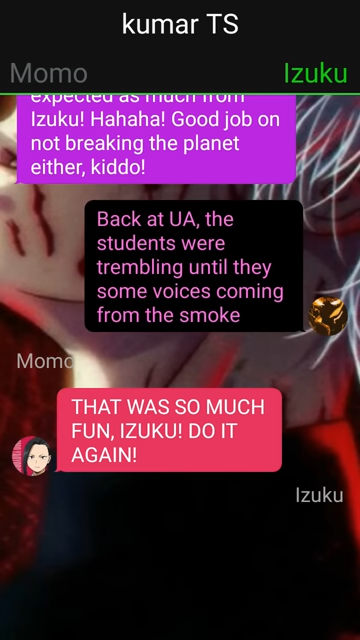 kumar TS
Momo
Izuku
expected as much from
Izuku! Hahaha! Good job on
not breaking the planet
either, kiddo!
Back at UA, the
students were
trembling until they
some voices coming
from the smoke
Momo
THAT WAS SO MUCH
FUN, IZUKU! DO IT
AGAIN!
Izuku